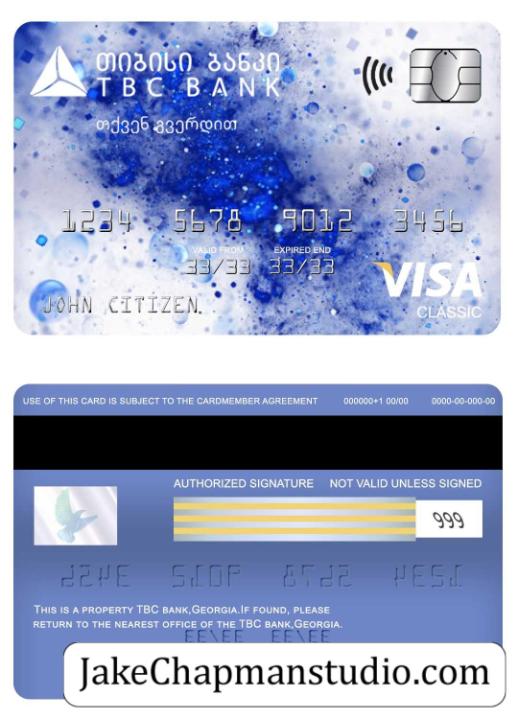 თიბისი ბანკი
TBC BANK
თქვენ გვერდით
1234 5678 9012 3456
VALID FROM EXPIRED END
33/33 33/33
JOHN CITIZEN.
VISA
CLASSIC
USE OF THIS CARD IS SUBJECT TO THE CARDMEMBER AGREEMENT 000000+1 00/00 0000-00-000-00
AUTHORIZED SIGNATURE NOT VALID UNLESS SIGNED
999
THIS IS A PROPERTY TBC BANK,GEORGIA.IF FOUND, PLEASE
RETURN TO THE NEAREST OFFICE OF THE TBC BANK,GEORGIA.
JakeChapmanstudio.com